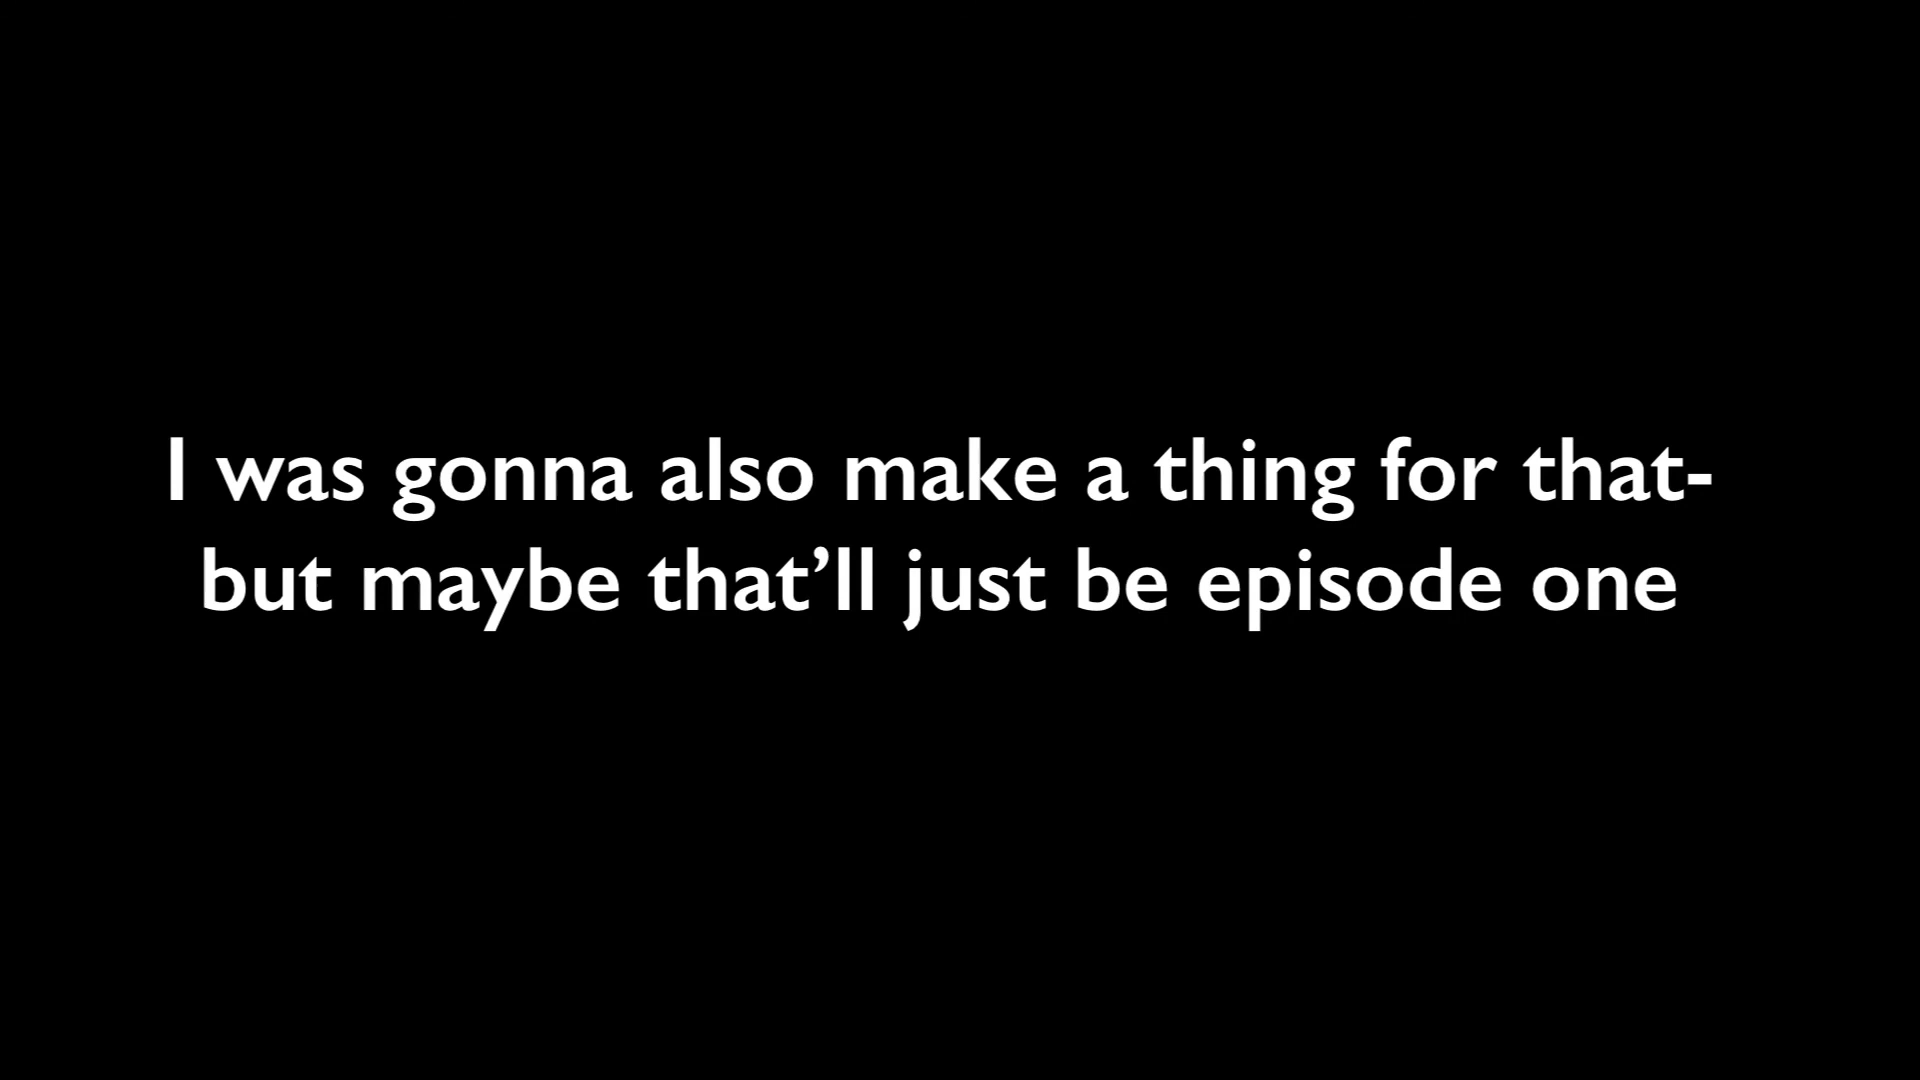 I was gonna also make a thing for that-
but maybe that’ll just be episode one